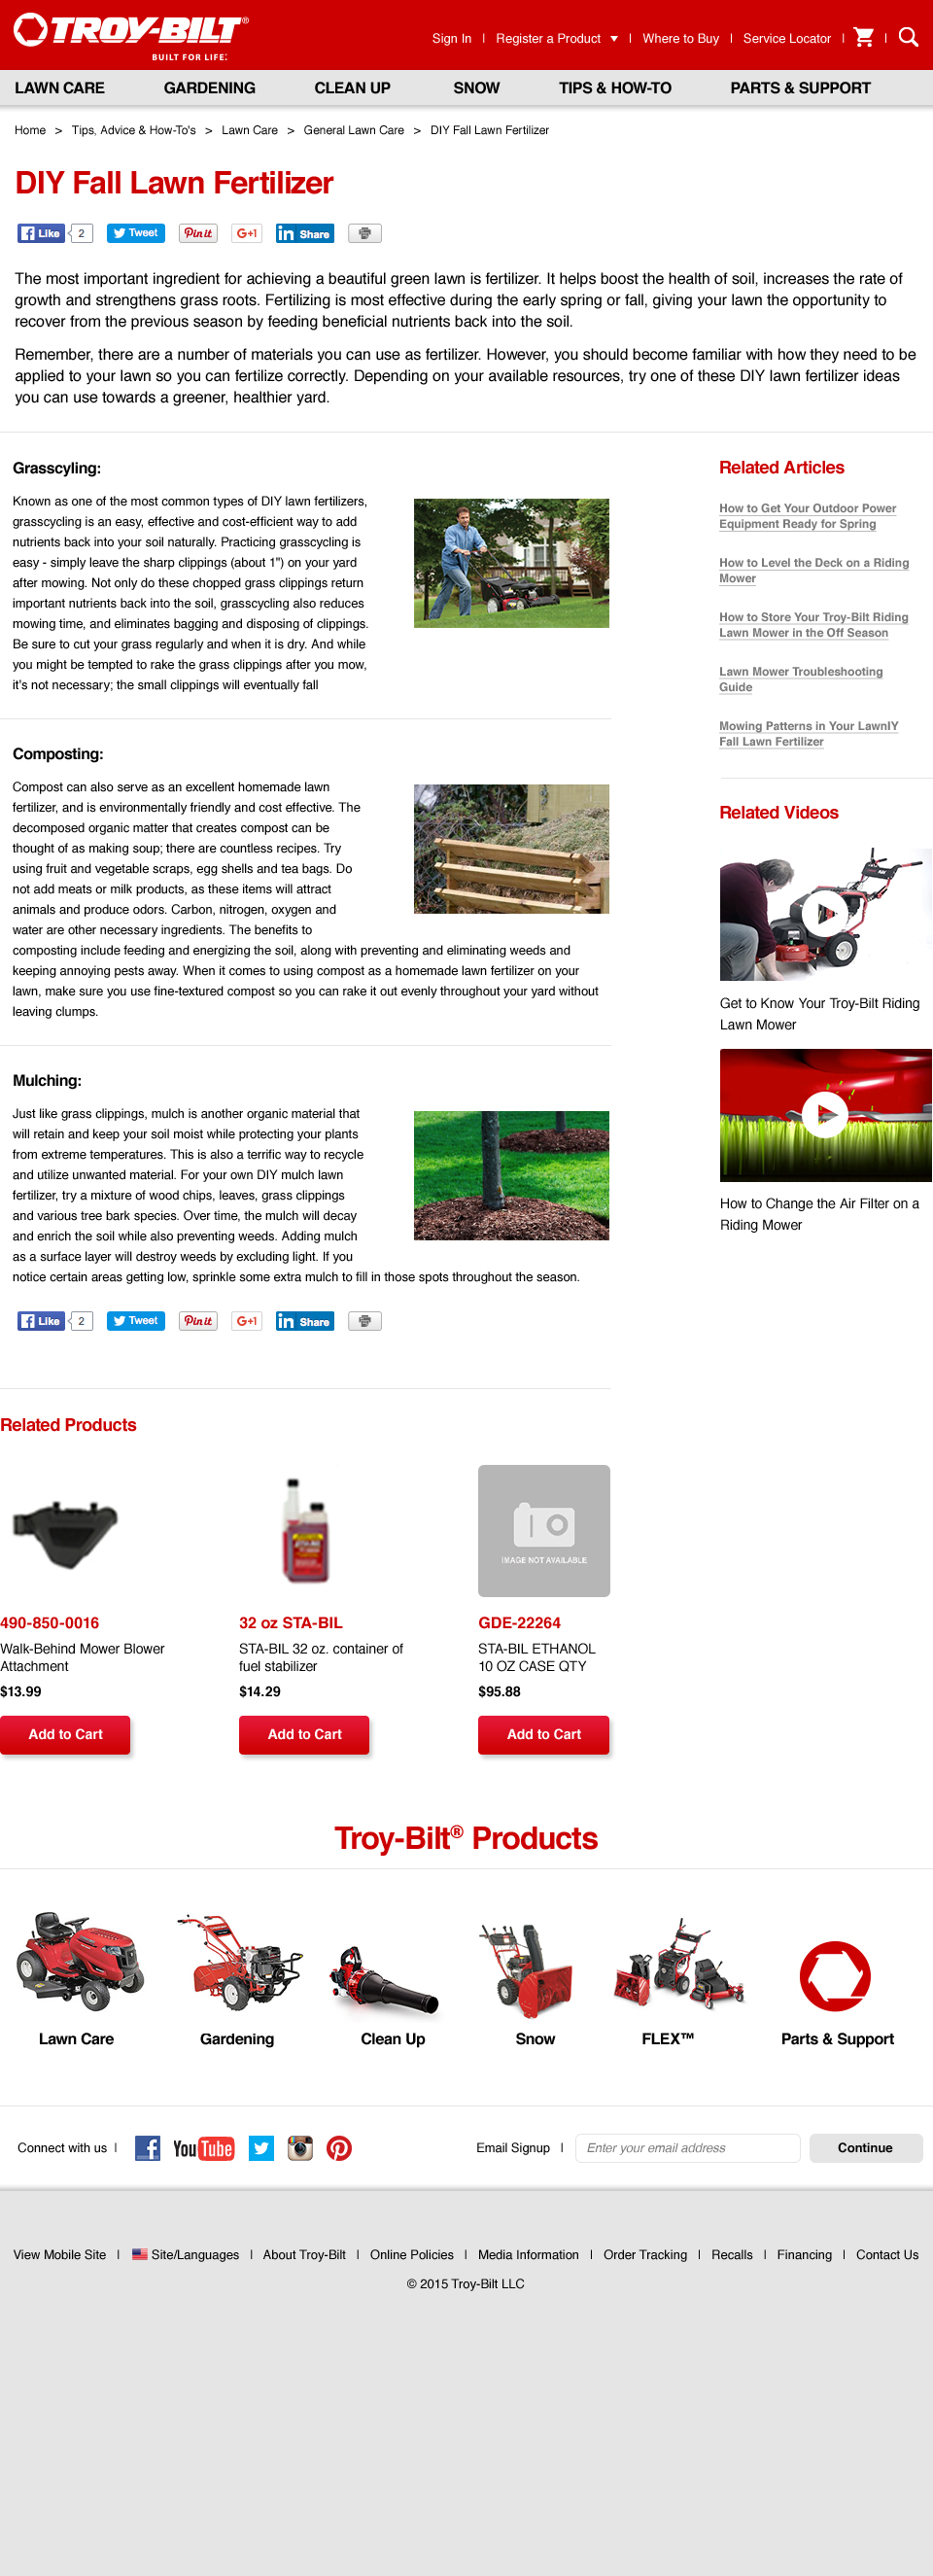 TROY-BILT®
BUILT FOR LIFE.
Sign In | Register a Product | Where to Buy | Service Locator | |
LAWN CARE GARDENING CLEAN UP SNOW TIPS & HOW-TO PARTS & SUPPORT
Home > Tips, Advice & How-To's > Lawn Care > General Lawn Care > DIY Fall Lawn Fertilizer
DIY Fall Lawn Fertilizer
Like 2 Tweet Pin it G+1 in Share
The most important ingredient for achieving a beautiful green lawn is fertilizer. It helps boost the health of soil, increases the rate of
growth and strengthens grass roots. Fertilizing is most effective during the early spring or fall, giving your lawn the opportunity to
recover from the previous season by feeding beneficial nutrients back into the soil.
Remember, there are a number of materials you can use as fertilizer. However, you should become familiar with how they need to be
applied to your lawn so you can fertilize correctly. Depending on your available resources, try one of these DIY lawn fertilizer ideas
you can use towards a greener, healthier yard.
Grasscyling:
Known as one of the most common types of DIY lawn fertilizers,
grasscycling is an easy, effective and cost-efficient way to add
nutrients back into your soil naturally. Practicing grasscycling is
easy - simply leave the sharp clippings (about 1") on your yard
after mowing. Not only do these chopped grass clippings return
important nutrients back into the soil, grasscycling also reduces
mowing time, and eliminates bagging and disposing of clippings.
Be sure to cut your grass regularly and when it is dry. And while
you might be tempted to rake the grass clippings after you mow,
it's not necessary; the small clippings will eventually fall
Composting:
Compost can also serve as an excellent homemade lawn
fertilizer, and is environmentally friendly and cost effective. The
decomposed organic matter that creates compost can be
thought of as making soup; there are countless recipes. Try
using fruit and vegetable scraps, egg shells and tea bags. Do
not add meats or milk products, as these items will attract
animals and produce odors. Carbon, nitrogen, oxygen and
water are other necessary ingredients. The benefits to
composting include feeding and energizing the soil, along with preventing and eliminating weeds and
keeping annoying pests away. When it comes to using compost as a homemade lawn fertilizer on your
lawn, make sure you use fine-textured compost so you can rake it out evenly throughout your yard without
leaving clumps.
Mulching:
Just like grass clippings, mulch is another organic material that
will retain and keep your soil moist while protecting your plants
from extreme temperatures. This is also a terrific way to recycle
and utilize unwanted material. For your own DIY mulch lawn
fertilizer, try a mixture of wood chips, leaves, grass clippings
and various tree bark species. Over time, the mulch will decay
and enrich the soil while also preventing weeds. Adding mulch
as a surface layer will destroy weeds by excluding light. If you
notice certain areas getting low, sprinkle some extra mulch to fill in those spots throughout the season.
Like 2 Tweet Pin it G+1 in Share
Related Articles
How to Get Your Outdoor Power
Equipment Ready for Spring
How to Level the Deck on a Riding
Mower
How to Store Your Troy-Bilt Riding
Lawn Mower in the Off Season
Lawn Mower Troubleshooting
Guide
Mowing Patterns in Your LawnIY
Fall Lawn Fertilizer
Related Videos
Get to Know Your Troy-Bilt Riding
Lawn Mower
How to Change the Air Filter on a
Riding Mower
Related Products
IMAGE NOT AVAILABLE
490-850-0016
Walk-Behind Mower Blower
Attachment
$13.99
Add to Cart
32 oz STA-BIL
STA-BIL 32 oz. container of
fuel stabilizer
$14.29
Add to Cart
GDE-22264
STA-BIL ETHANOL
10 OZ CASE QTY
$95.88
Add to Cart
Troy-Bilt® Products
Lawn Care Gardening Clean Up Snow FLEX™ Parts & Support
Connect with us | YouTube Email Signup | Enter your email address Continue
View Mobile Site | Site/Languages | About Troy-Bilt | Online Policies | Media Information | Order Tracking | Recalls | Financing | Contact Us
© 2015 Troy-Bilt LLC